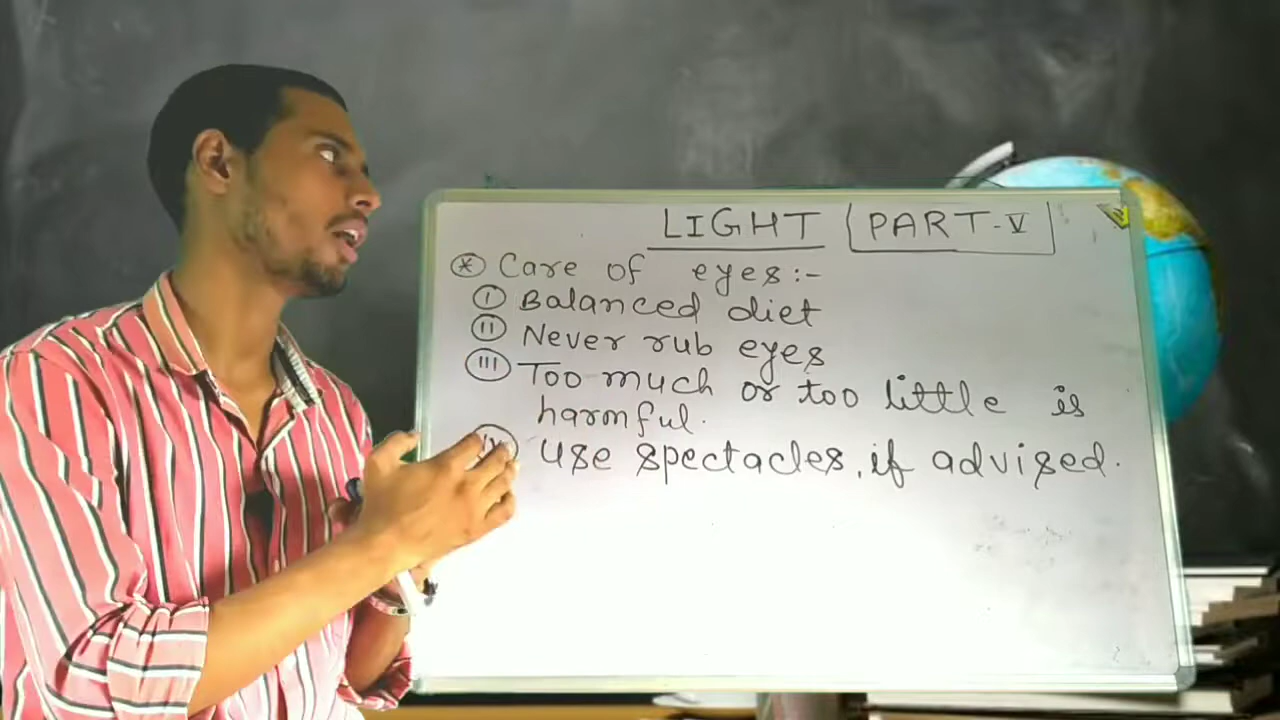 LIGHT (PART-V
* Care of eyes:-
I Balanced diet
II Never rub eyes
III Too much or too little is
harmful.
IV Use spectacles, if advised.